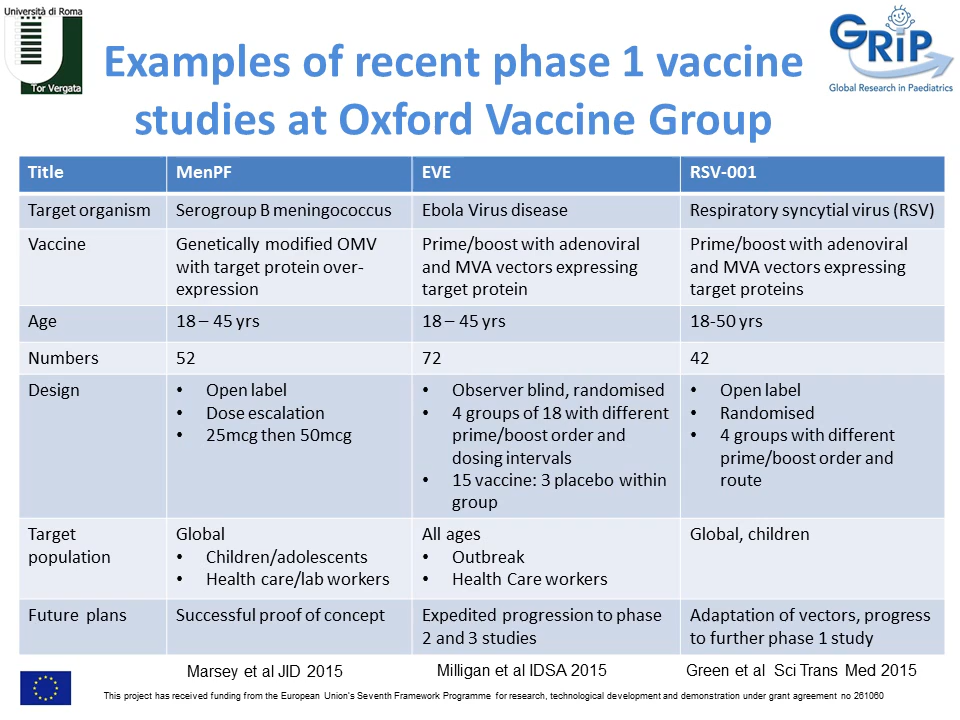 Università di Roma
Tor Vergata
GRIP
Global Research in Paediatrics
Examples of recent phase 1 vaccine
studies at Oxford Vaccine Group
Title
MenPF
EVE
RSV-001
Target organism
Serogroup B meningococcus
Ebola Virus disease
Respiratory syncytial virus (RSV)
Vaccine
Genetically modified OMV
with target protein over-
expression
Prime/boost with adenoviral
and MVA vectors expressing
target protein
Prime/boost with adenoviral
and MVA vectors expressing
target proteins
Age
18 – 45 yrs
18 – 45 yrs
18-50 yrs
Numbers
52
72
42
Design
• Open label
• Dose escalation
• 25mcg then 50mcg
• Observer blind, randomised
• 4 groups of 18 with different
prime/boost order and
dosing intervals
• 15 vaccine: 3 placebo within
group
• Open label
• Randomised
• 4 groups with different
prime/boost order and
route
Target
population
Global
• Children/adolescents
• Health care/lab workers
All ages
• Outbreak
• Health Care workers
Global, children
Future plans
Successful proof of concept
Expedited progression to phase
2 and 3 studies
Adaptation of vectors, progress
to further phase 1 study
Marsey et al JID 2015
Milligan et al IDSA 2015
Green et al Sci Trans Med 2015
This project has received funding from the European Union's Seventh Framework Programme for research, technological development and demonstration under grant agreement no 261060